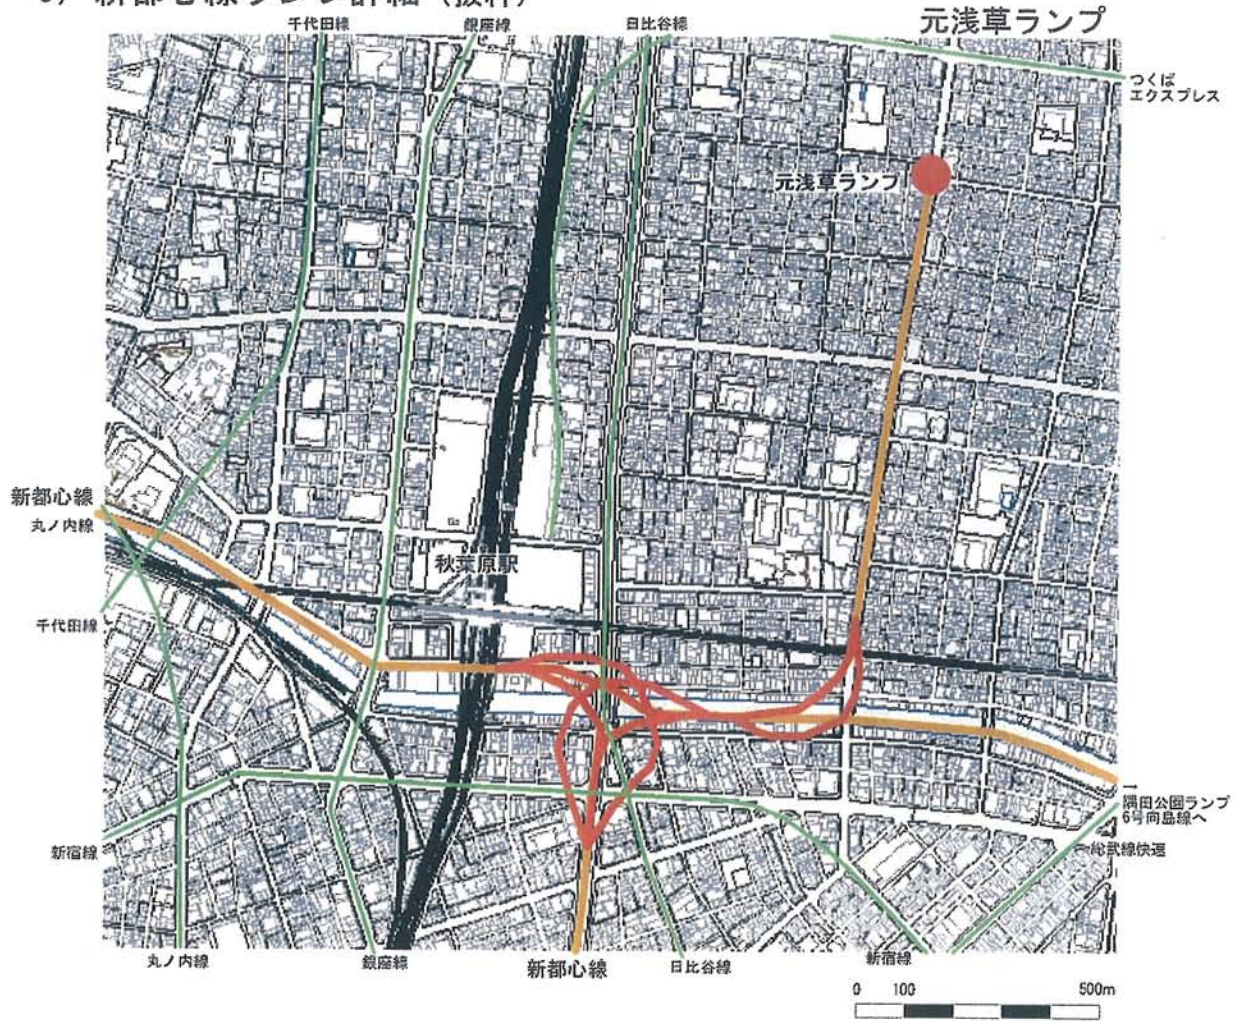 元浅草ランプ
千代田線
銀座線
日比谷線
つくば
エクスプレス
元浅草ランプ
新都心線
丸ノ内線
秋葉原駅
千代田線
→
隅田公園ランプ
6号向島線へ
総武線快速
新宿線
丸ノ内線
銀座線
新都心線
日比谷線
新宿線
0 100 500m